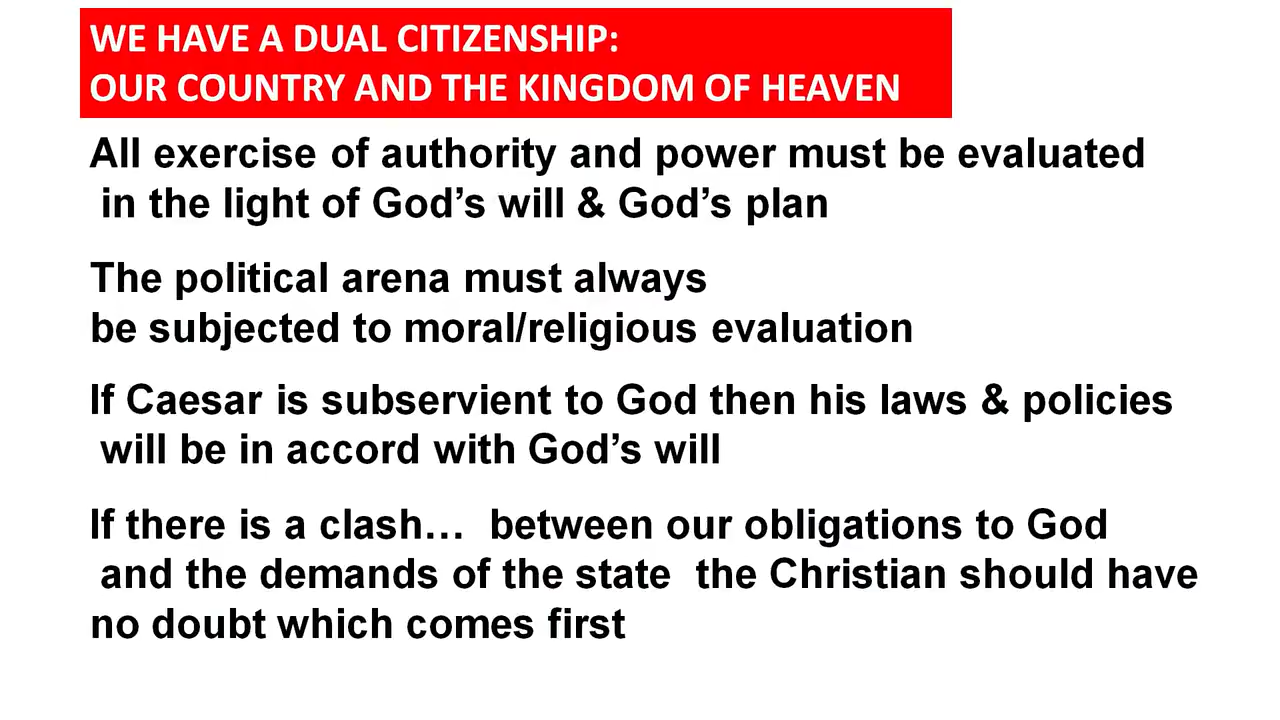 WE HAVE A DUAL CITIZENSHIP:
OUR COUNTRY AND THE KINGDOM OF HEAVEN
All exercise of authority and power must be evaluated
in the light of God’s will & God’s plan
The political arena must always
be subjected to moral/religious evaluation
If Caesar is subservient to God then his laws & policies
will be in accord with God’s will
If there is a clash… between our obligations to God
and the demands of the state the Christian should have
no doubt which comes first